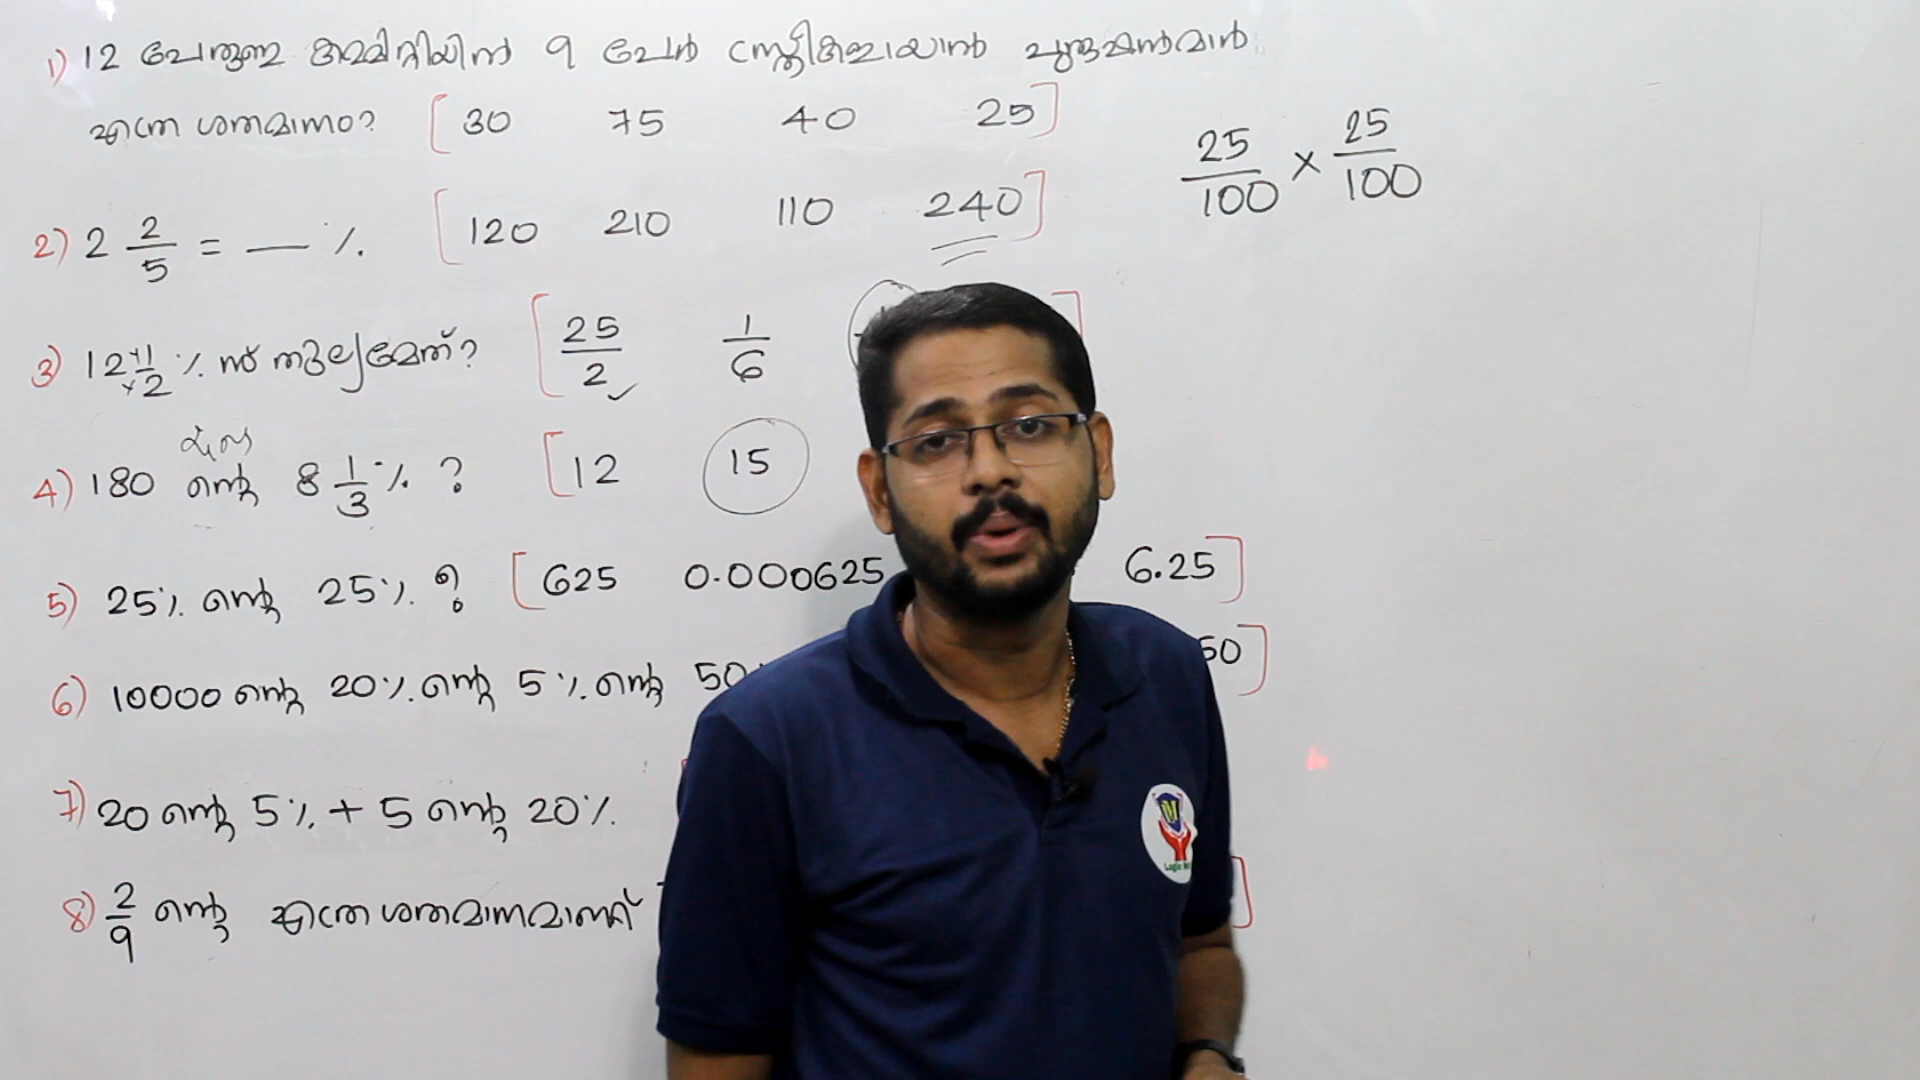 1) 12 പേരുള്ള കമ്മിറ്റിയിൽ 9 പേർ സ്ത്രീകളായാൽ പുരുഷൻമാർ
എത്ര ശതമാനം? [ 30 75 40 25 ]
25/100 × 25/100
2) 2 2/5 = — % [ 120 210 110 240 ]
3) 12 +1/×2 % ന് തുല്യമേത്? [ 25/2 ✓ 1/6 ]
4) 180 ന്റെ 8 1/3 % ? [ 12 15
5) 25% ന്റെ 25% ? [ 625 0.000625 6.25 ]
6) 10000 ന്റെ 20% ന്റെ 5% ന്റെ 50 50 ]
7) 20 ന്റെ 5% + 5 ന്റെ 20%
8) 2/9 ന്റെ എത്ര ശതമാനമാണ് ]